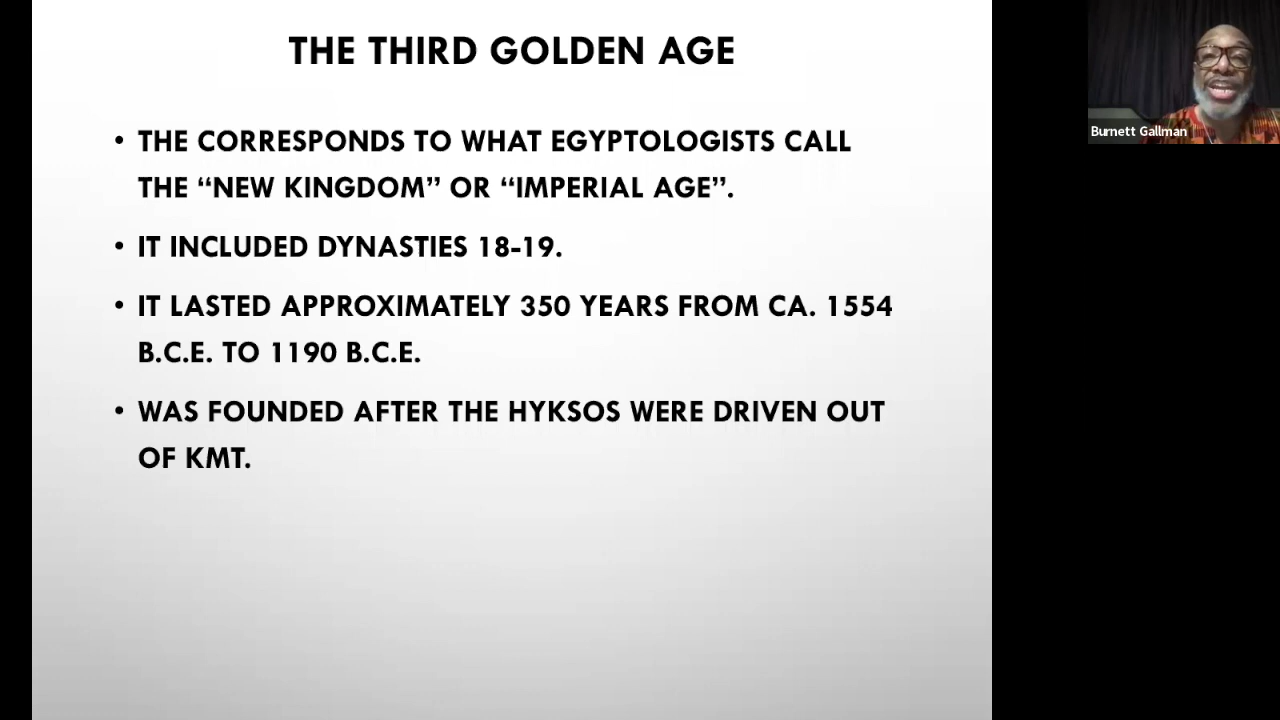 THE THIRD GOLDEN AGE
• THE CORRESPONDS TO WHAT EGYPTOLOGISTS CALL
THE “NEW KINGDOM” OR “IMPERIAL AGE”.
• IT INCLUDED DYNASTIES 18-19.
• IT LASTED APPROXIMATELY 350 YEARS FROM CA. 1554
B.C.E. TO 1190 B.C.E.
• WAS FOUNDED AFTER THE HYKSOS WERE DRIVEN OUT
OF KMT.
Burnett Gallman